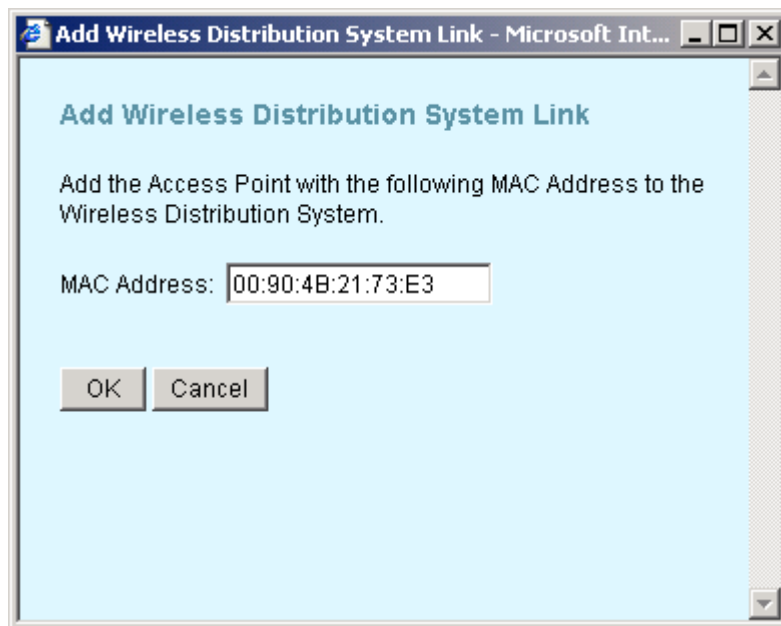 Add Wireless Distribution System Link - Microsoft Int...
Add Wireless Distribution System Link
Add the Access Point with the following MAC Address to the
Wireless Distribution System.
MAC Address: 00:90:4B:21:73:E3
OK Cancel